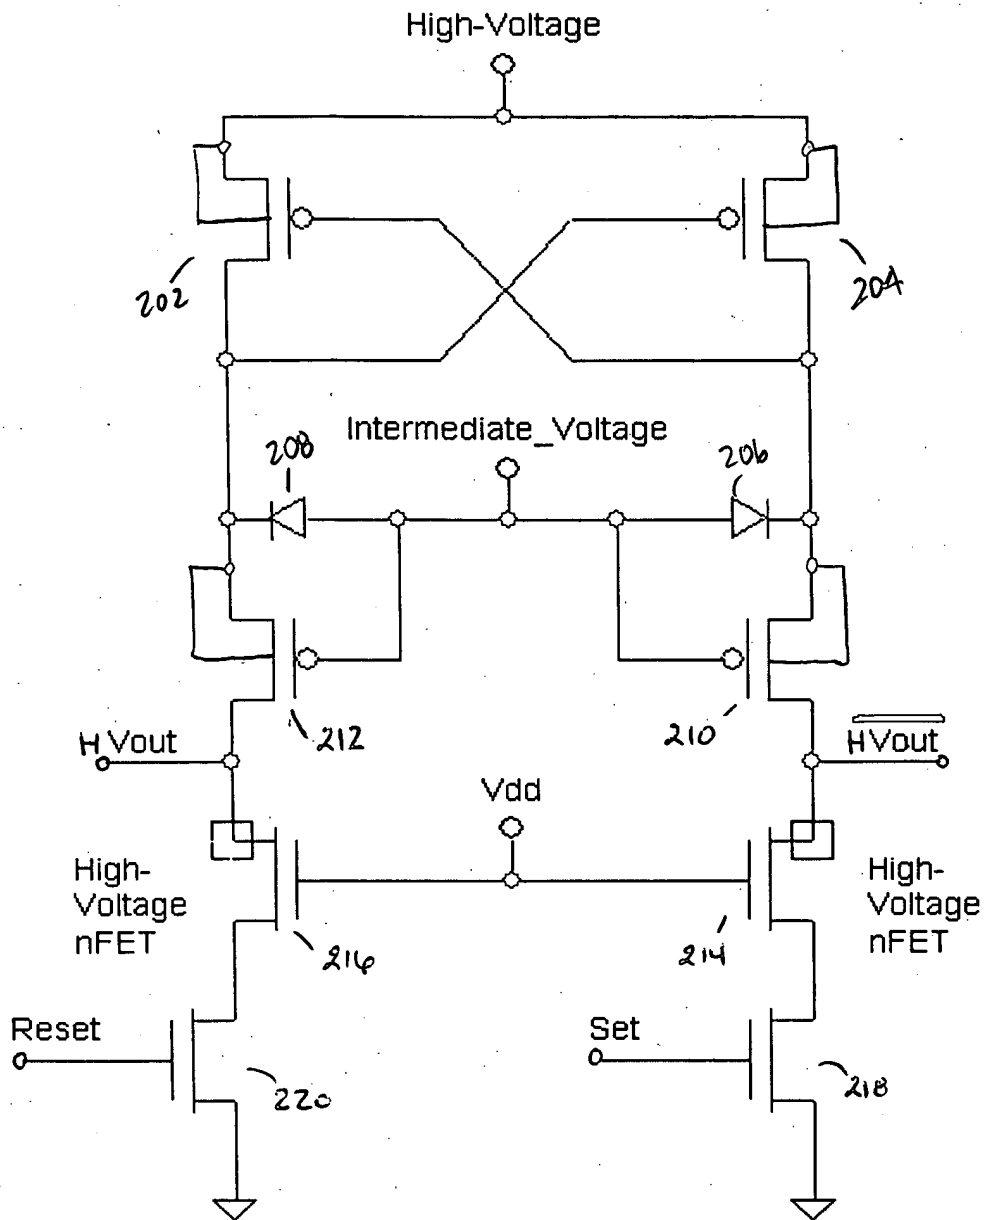 High-Voltage
202
204
Intermediate_Voltage
208
206
212
210
HVout
HVout
Vdd
High-
Voltage
nFET
High-
Voltage
nFET
216
214
Reset
Set
220
218